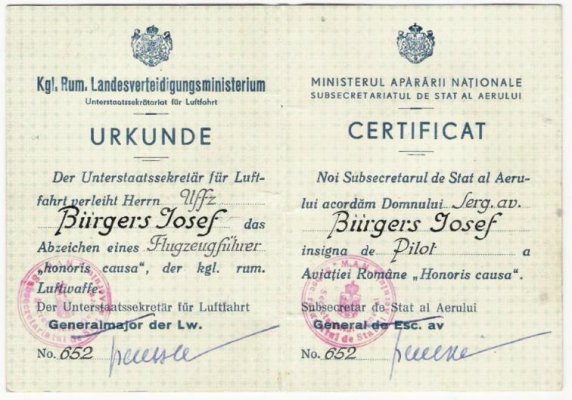 Kgl. Rum. Landesverteidigungsministerium
Unterstaatssekrätariat für Luftfahrt
URKUNDE
Der Unterstaatssekretär für Luft-
fahrt verleiht Herrn Uffz
Bürgers Josef das
Abzeichen eines Flugzeugführer
„honoris causa", der kgl. rum.
Luftwaffe.
Der Unterstaatssekretär für Luftfahrt
Generalmajor der Lw.
No. 652
MINISTERUL APĂRĂRII NAȚIONALE
SUBSECRETARIATUL DE STAT AL AERULUI
CERTIFICAT
Noi Subsecretarul de Stat al Aeru-
lui acordăm Domnului Serg. av.
Bürgers Josef
insigna de Pilot a
Aviației Române „Honoris causa".
Subsecretar de Stat al Aerului
General de Esc. av
No. 652